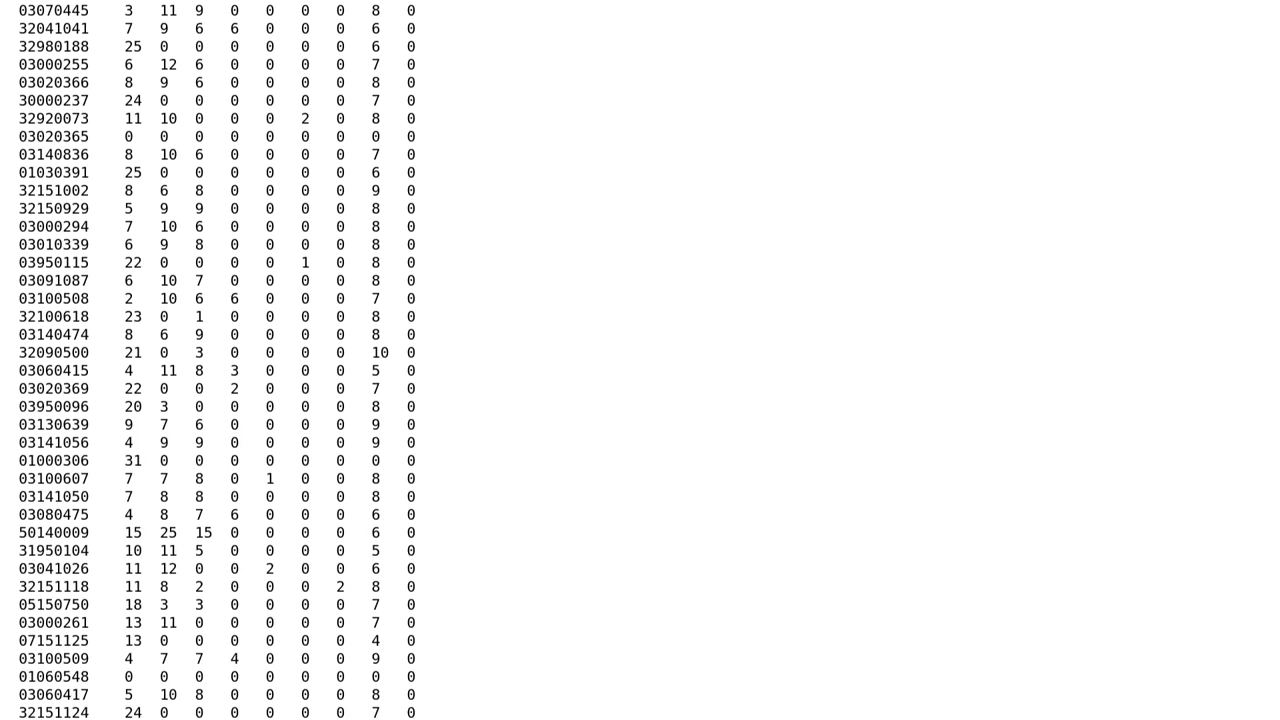 03070445 3 11 9 0 0 0 0 8 0
32041041 7 9 6 6 0 0 0 6 0
32980188 25 0 0 0 0 0 0 6 0
03000255 6 12 6 0 0 0 0 7 0
03020366 8 9 6 0 0 0 0 8 0
30000237 24 0 0 0 0 0 0 7 0
32920073 11 10 0 0 0 2 0 8 0
03020365 0 0 0 0 0 0 0 0 0
03140836 8 10 6 0 0 0 0 7 0
01030391 25 0 0 0 0 0 0 6 0
32151002 8 6 8 0 0 0 0 9 0
32150929 5 9 9 0 0 0 0 8 0
03000294 7 10 6 0 0 0 0 8 0
03010339 6 9 8 0 0 0 0 8 0
03950115 22 0 0 0 0 1 0 8 0
03091087 6 10 7 0 0 0 0 8 0
03100508 2 10 6 6 0 0 0 7 0
32100618 23 0 1 0 0 0 0 8 0
03140474 8 6 9 0 0 0 0 8 0
32090500 21 0 3 0 0 0 0 10 0
03060415 4 11 8 3 0 0 0 5 0
03020369 22 0 0 2 0 0 0 7 0
03950096 20 3 0 0 0 0 0 8 0
03130639 9 7 6 0 0 0 0 9 0
03141056 4 9 9 0 0 0 0 9 0
01000306 31 0 0 0 0 0 0 0 0
03100607 7 7 8 0 1 0 0 8 0
03141050 7 8 8 0 0 0 0 8 0
03080475 4 8 7 6 0 0 0 6 0
50140009 15 25 15 0 0 0 0 6 0
31950104 10 11 5 0 0 0 0 5 0
03041026 11 12 0 0 2 0 0 6 0
32151118 11 8 2 0 0 0 2 8 0
05150750 18 3 3 0 0 0 0 7 0
03000261 13 11 0 0 0 0 0 7 0
07151125 13 0 0 0 0 0 0 4 0
03100509 4 7 7 4 0 0 0 9 0
01060548 0 0 0 0 0 0 0 0 0
03060417 5 10 8 0 0 0 0 8 0
32151124 24 0 0 0 0 0 0 7 0